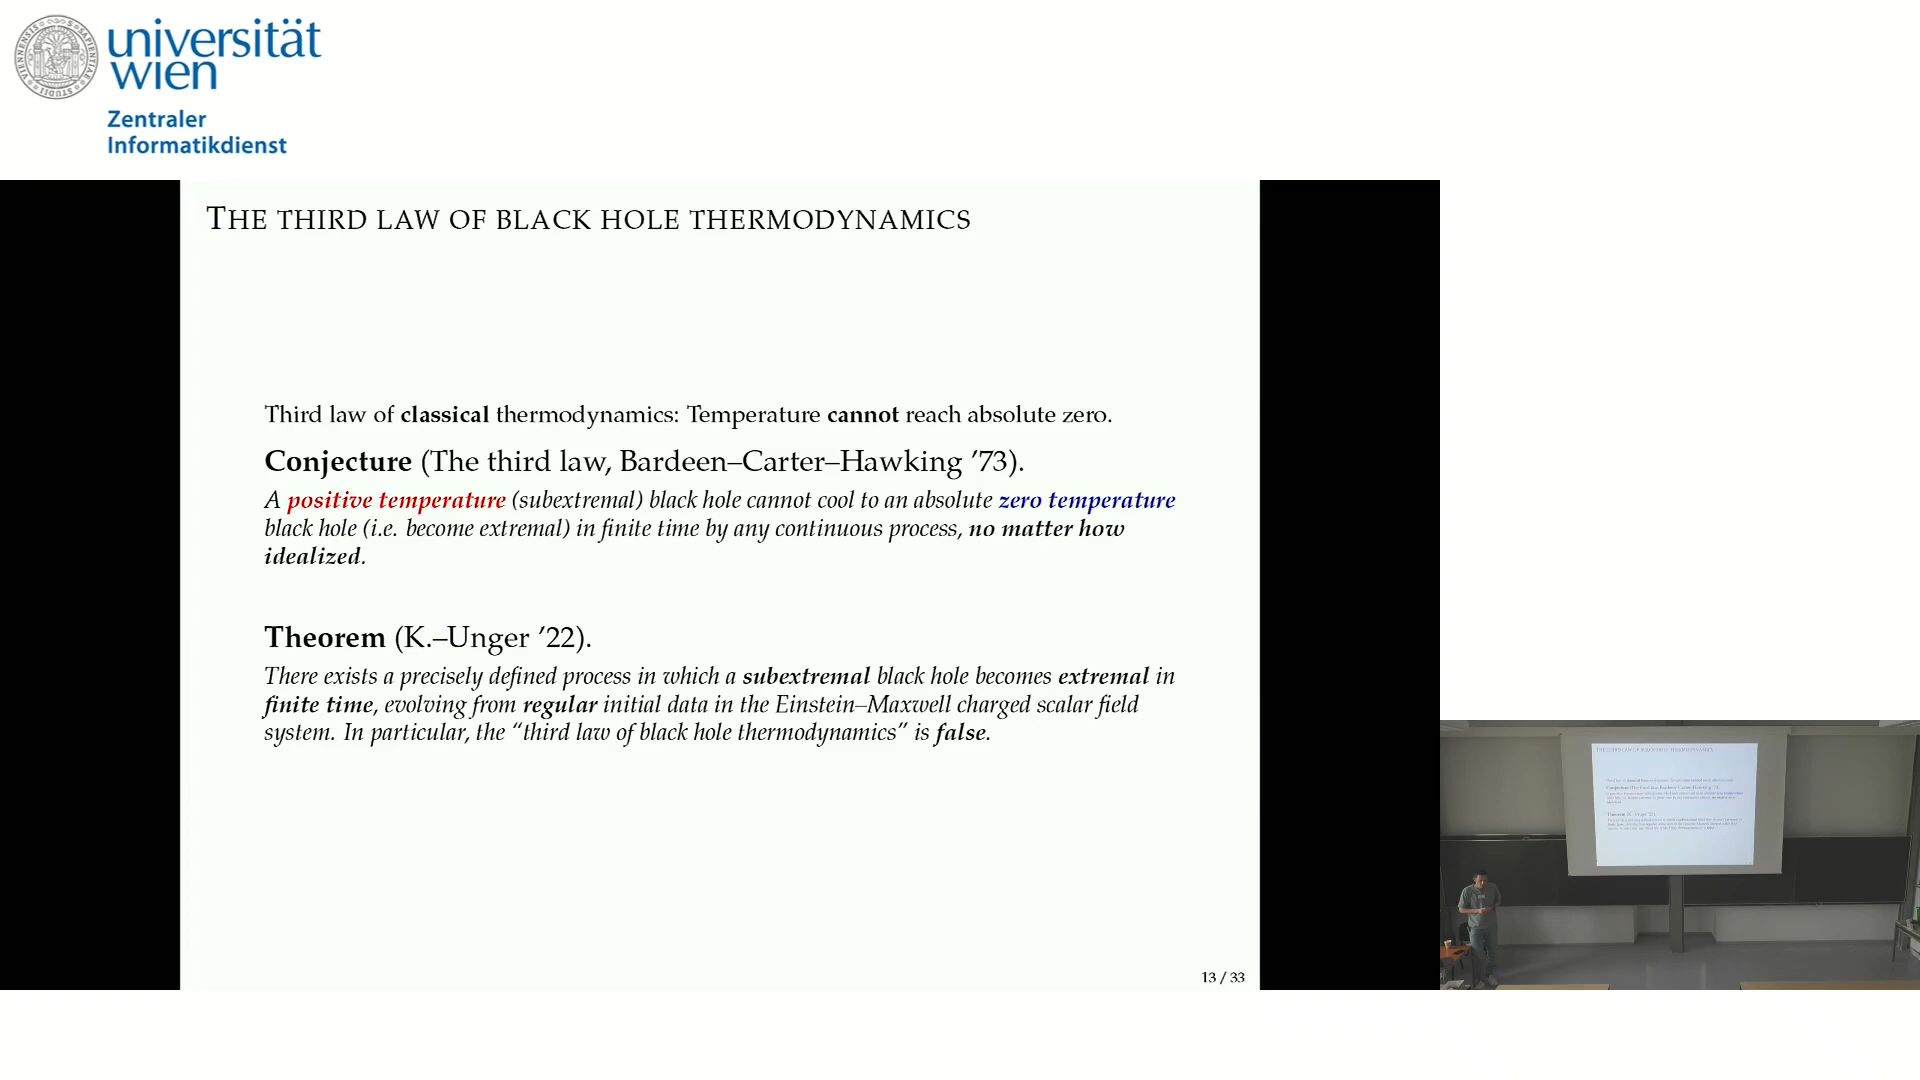 universität
wien
Zentraler
Informatikdienst
THE THIRD LAW OF BLACK HOLE THERMODYNAMICS
Third law of classical thermodynamics: Temperature cannot reach absolute zero.
Conjecture (The third law, Bardeen–Carter–Hawking ’73).
A positive temperature (subextremal) black hole cannot cool to an absolute zero temperature
black hole (i.e. become extremal) in finite time by any continuous process, no matter how
idealized.
Theorem (K.–Unger ’22).
There exists a precisely defined process in which a subextremal black hole becomes extremal in
finite time, evolving from regular initial data in the Einstein–Maxwell charged scalar field
system. In particular, the “third law of black hole thermodynamics” is false.
13 / 33